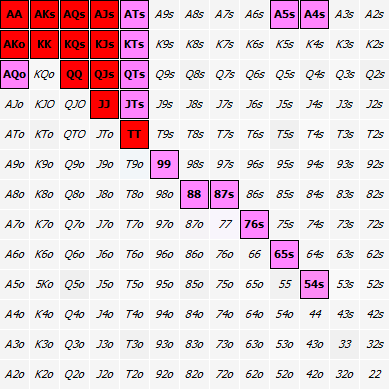 AA AKs AQs AJs ATs A9s A8s A7s A6s A5s A4s A3s A2s
AKo KK KQs KJs KTs K9s K8s K7s K6s K5s K4s K3s K2s
AQo KQo QQ QJs QTs Q9s Q8s Q7s Q6s Q5s Q4s Q3s Q2s
AJo KJO QJO JJ JTs J9s J8s J7s J6s J5s J4s J3s J2s
ATo KTo QTO JTo TT T9s T8s T7s T6s T5s T4s T3s T2s
A9o K9o Q9o J9o T9o 99 98s 97s 96s 95s 94s 93s 92s
A8o K8o Q8o J8o T8o 98o 88 87s 86s 85s 84s 83s 82s
A7o K7o Q7o J7o T7o 97o 87o 77 76s 75s 74s 73s 72s
A6o K6o Q6o J6o T6o 96o 86o 76o 66 65s 64s 63s 62s
A5o 5Ko Q5o J5o T5o 95o 85o 75o 65o 55 54s 53s 52s
A4o K4o Q4o J4o T4o 94o 84o 74o 64o 54o 44 43s 42s
A3o K3o Q3o J3o T3o 93o 83o 73o 63o 53o 43o 33 32s
A2o K2o Q2o J2o T2o 92o 82o 72o 62o 52o 42o 32o 22